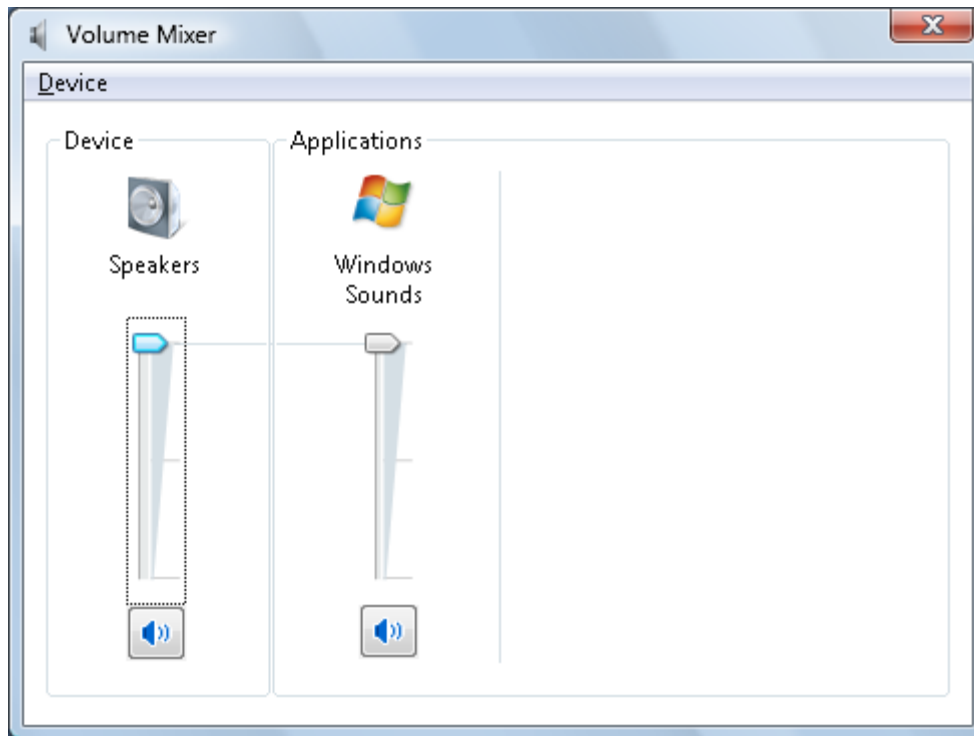 Volume Mixer
Device
Device
Applications
Speakers
Windows
Sounds